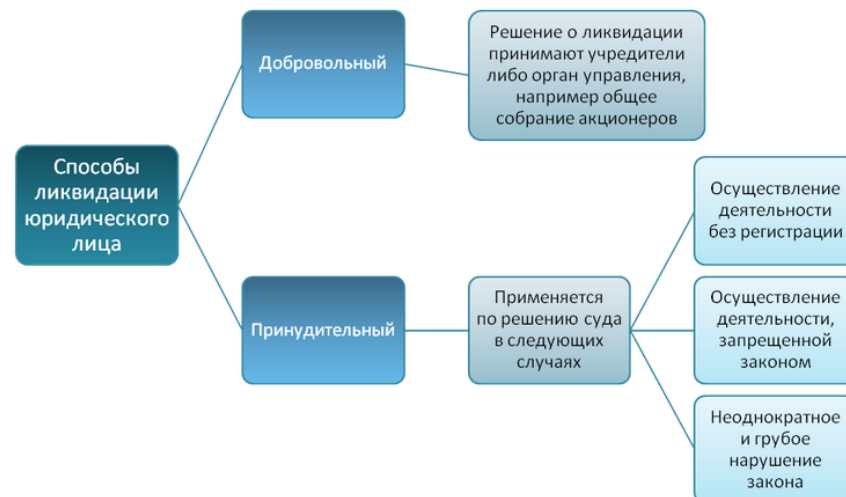 Способы
ликвидации
юридического
лица
Добровольный
Решение о ликвидации
принимают учредители
либо орган управления,
например общее
собрание акционеров
Принудительный
Применяется
по решению суда
в следующих
случаях
Осуществление
деятельности
без регистрации
Осуществление
деятельности,
запрещенной
законом
Неоднократное
и грубое
нарушение
закона